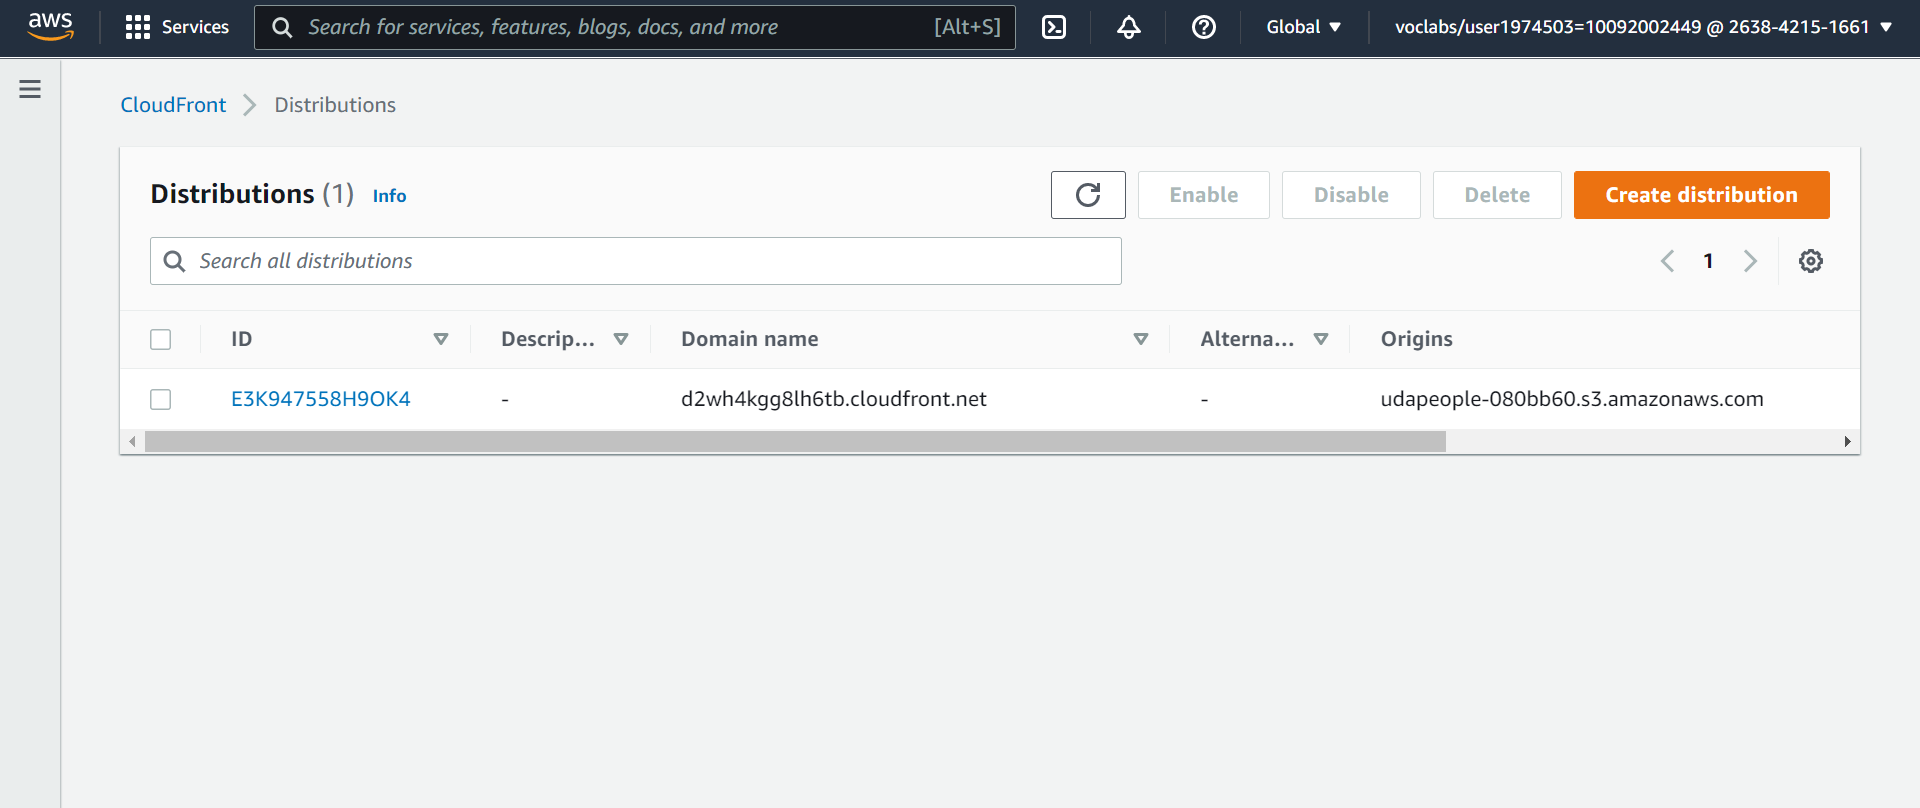 aws Services Search for services, features, blogs, docs, and more [Alt+S] Global voclabs/user1974503=10092002449 @ 2638-4215-1661
CloudFront Distributions
Distributions (1) Info Enable Disable Delete Create distribution
Search all distributions 1
ID Descrip... Domain name Alterna... Origins
E3K947558H9OK4 - d2wh4kgg8lh6tb.cloudfront.net - udapeople-080bb60.s3.amazonaws.com